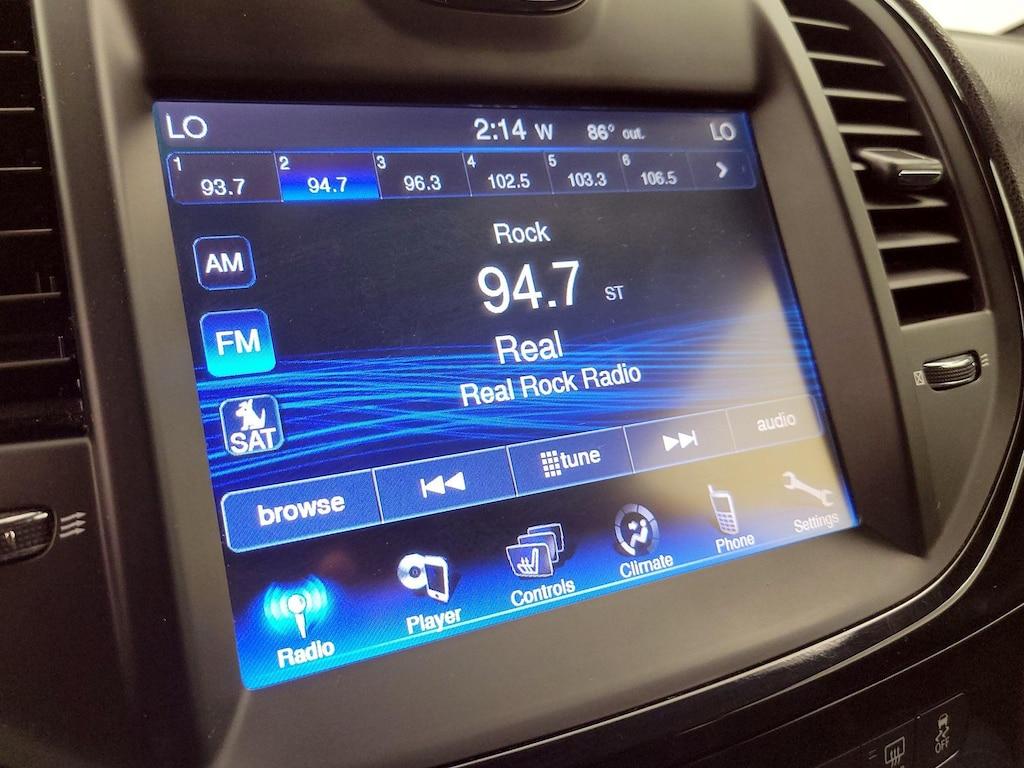 LO 2:14 W 86° out. LO
1 93.7 2 94.7 3 96.3 4 102.5 5 103.3 6 106.5
Rock
AM
94.7 ST
FM
Real
Real Rock Radio
SAT
browse tune audio
Radio Player Controls Climate Phone Settings
OFF